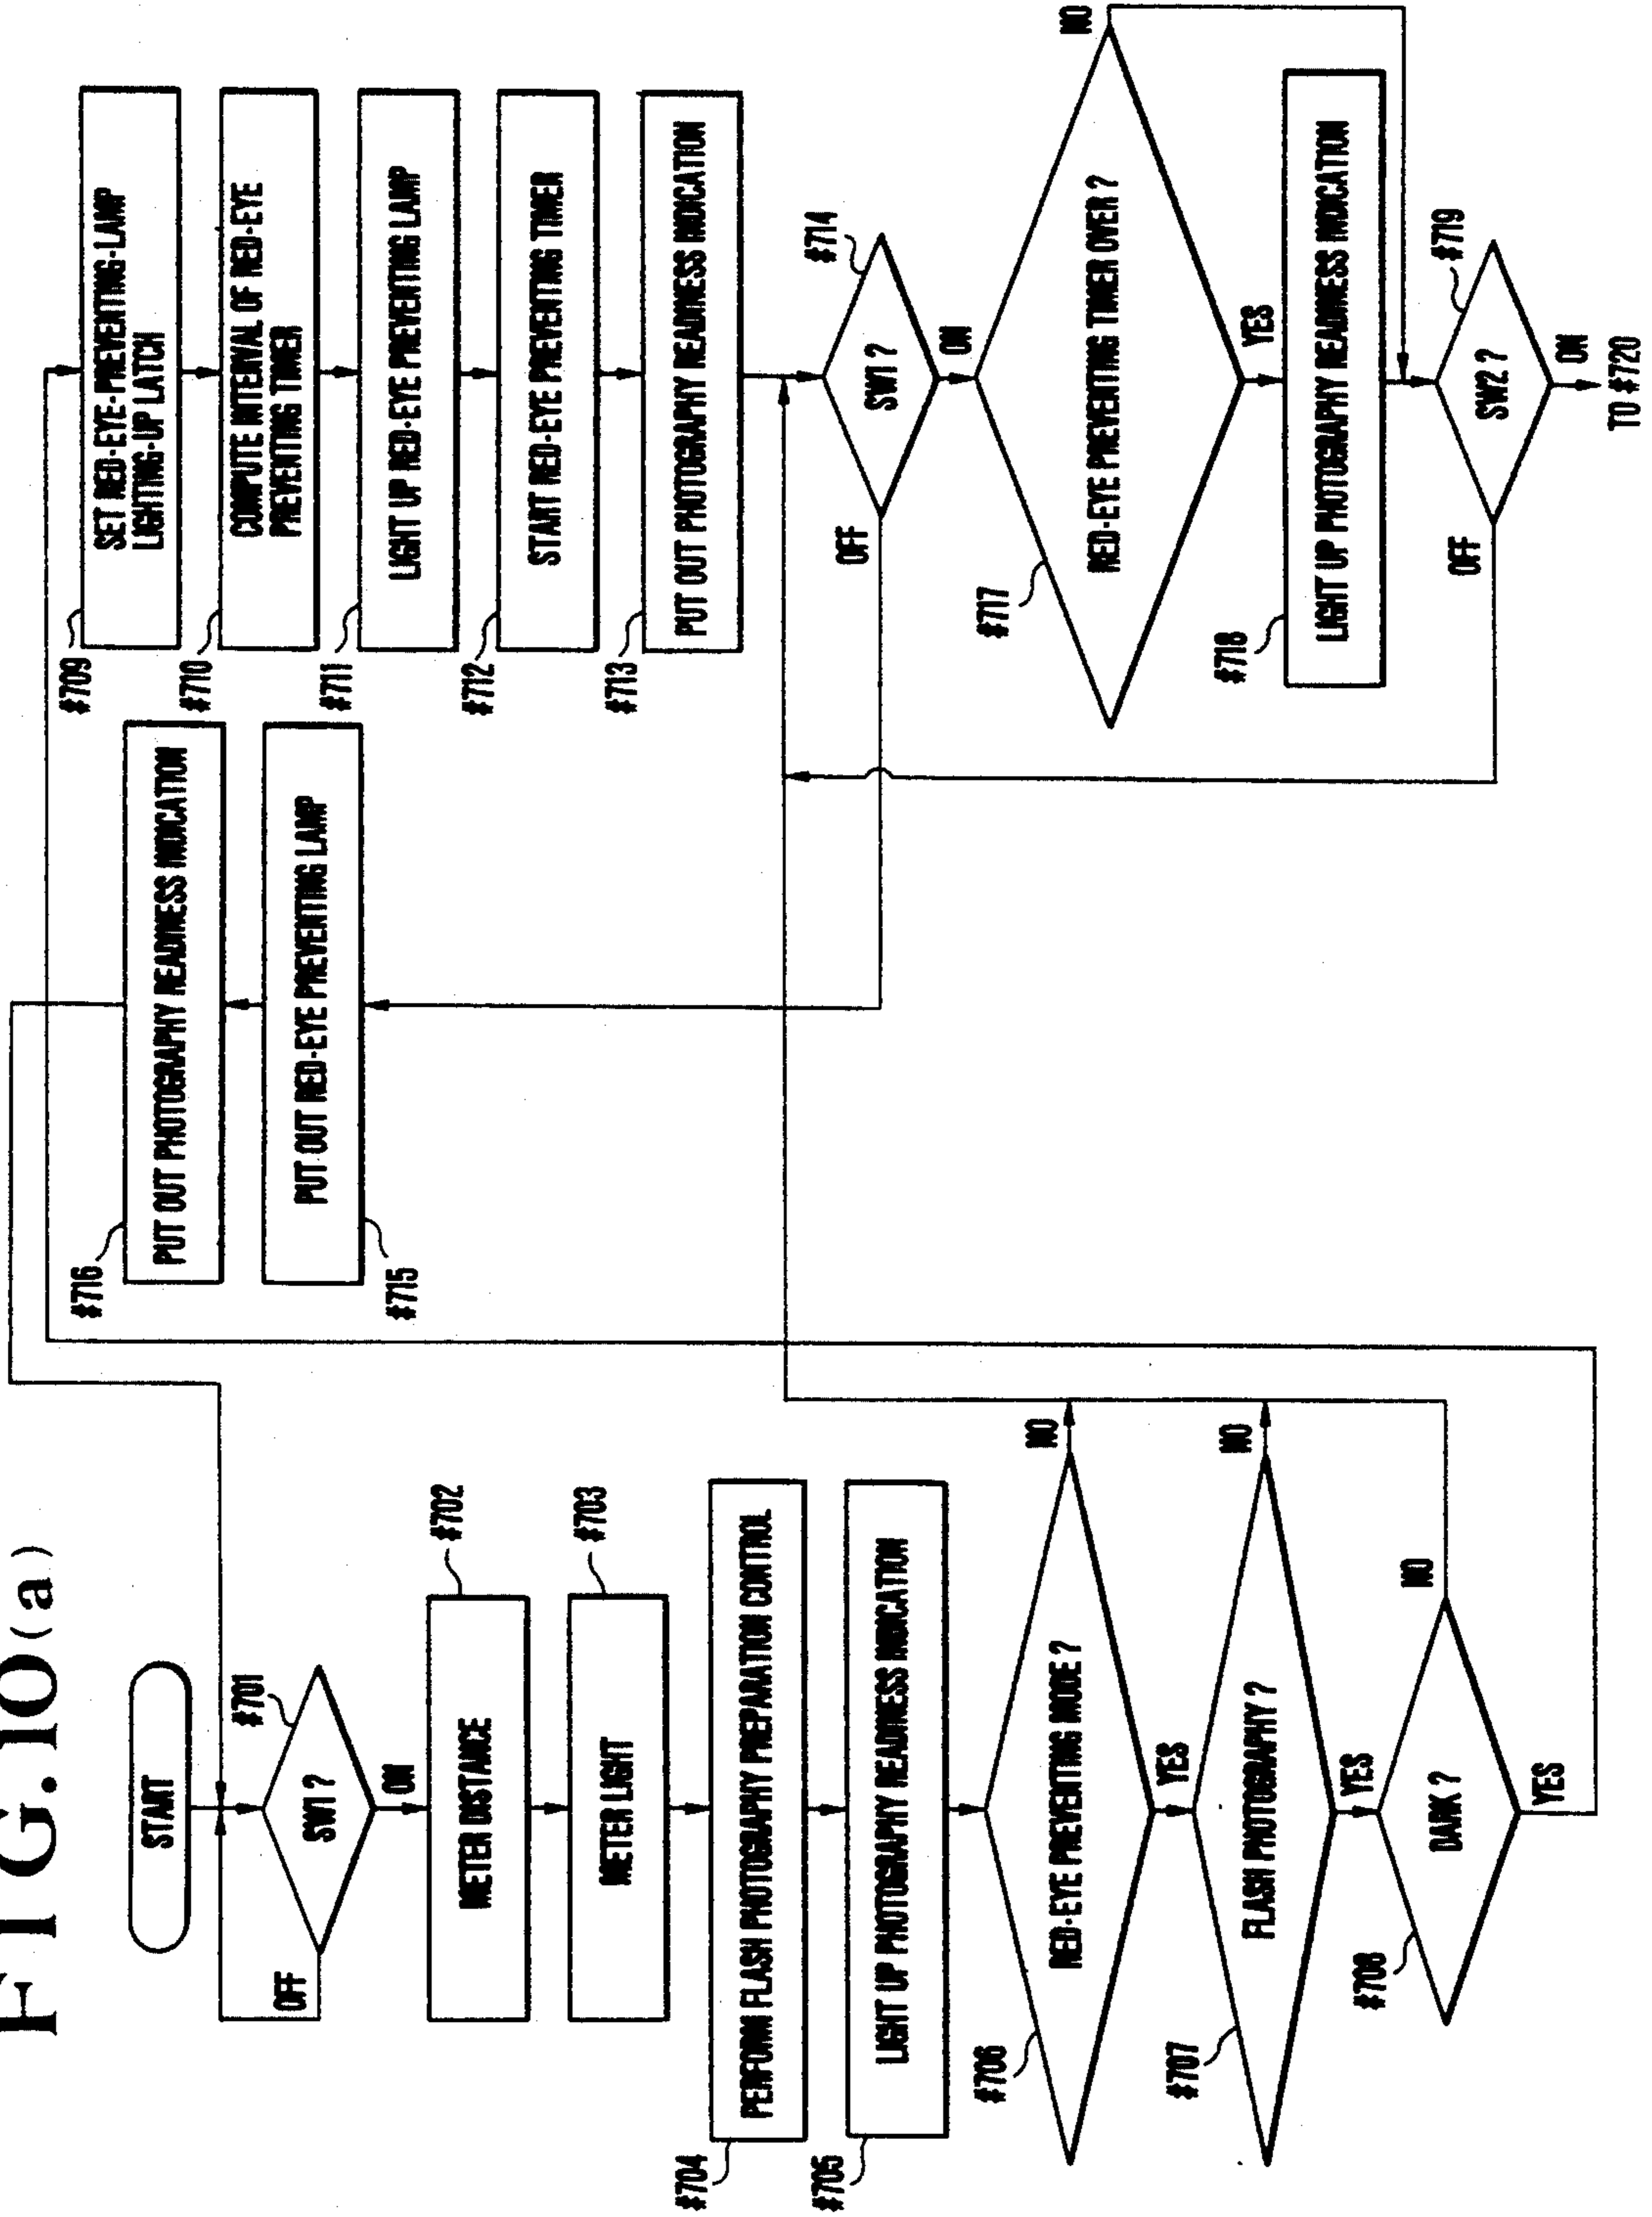 FIG.10(a)
START
#701
SW1 ?
OFF
ON
#702
METER DISTANCE
#703
METER LIGHT
#704
PERFORM FLASH PHOTOGRAPHY PREPARATION CONTROL
#705
LIGHT UP PHOTOGRAPHY READINESS INDICATION
#706
RED-EYE PREVENTING MODE ?
NO
YES
#707
FLASH PHOTOGRAPHY ?
NO
YES
#708
DARK ?
NO
YES
#716
PUT OUT PHOTOGRAPHY READINESS INDICATION
PUT OUT RED-EYE PREVENTING LAMP
#715
#709
SET RED-EYE-PREVENTING-LAMP
LIGHTING-UP LATCH
#710
COMPUTE INTERVAL OF RED-EYE
PREVENTING TIMER
#711
LIGHT UP RED-EYE PREVENTING LAMP
#712
START RED-EYE PREVENTING TIMER
#713
PUT OUT PHOTOGRAPHY READINESS INDICATION
#714
SW1 ?
OFF
ON
#717
RED-EYE PREVENTING TIMER OVER ?
NO
YES
#718
LIGHT UP PHOTOGRAPHY READINESS INDICATION
#719
SW2 ?
OFF
ON
TO #720